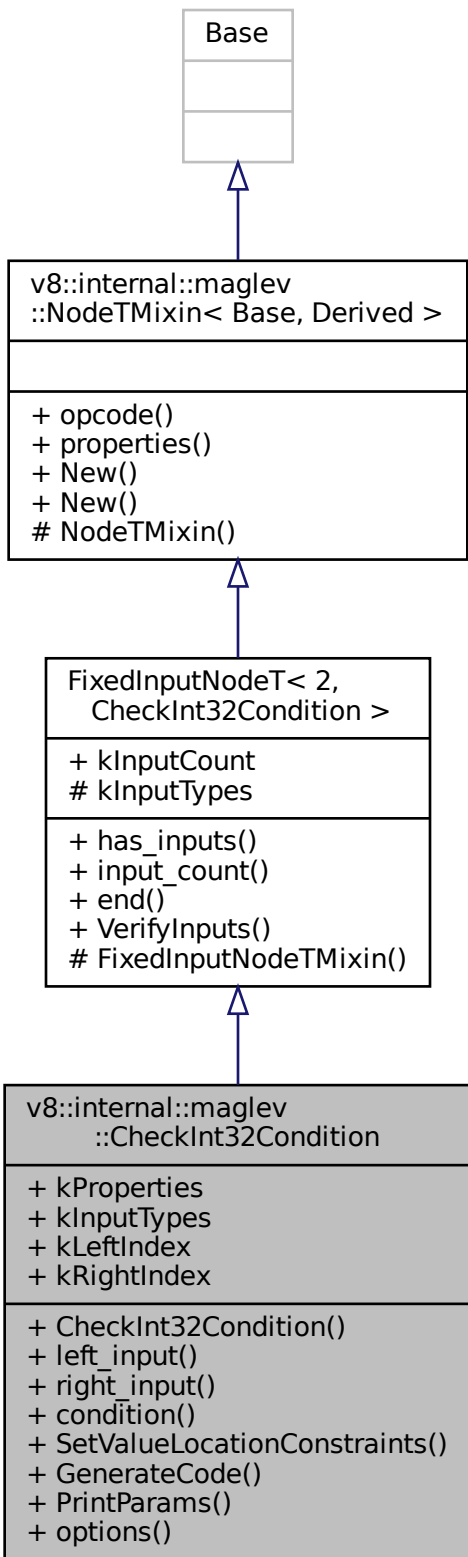 Base
v8::internal::maglev
::NodeTMixin< Base, Derived >
+ opcode()
+ properties()
+ New()
+ New()
# NodeTMixin()
FixedInputNodeT< 2,
CheckInt32Condition >
+ kInputCount
# kInputTypes
+ has_inputs()
+ input_count()
+ end()
+ VerifyInputs()
# FixedInputNodeTMixin()
v8::internal::maglev
::CheckInt32Condition
+ kProperties
+ kInputTypes
+ kLeftIndex
+ kRightIndex
+ CheckInt32Condition()
+ left_input()
+ right_input()
+ condition()
+ SetValueLocationConstraints()
+ GenerateCode()
+ PrintParams()
+ options()